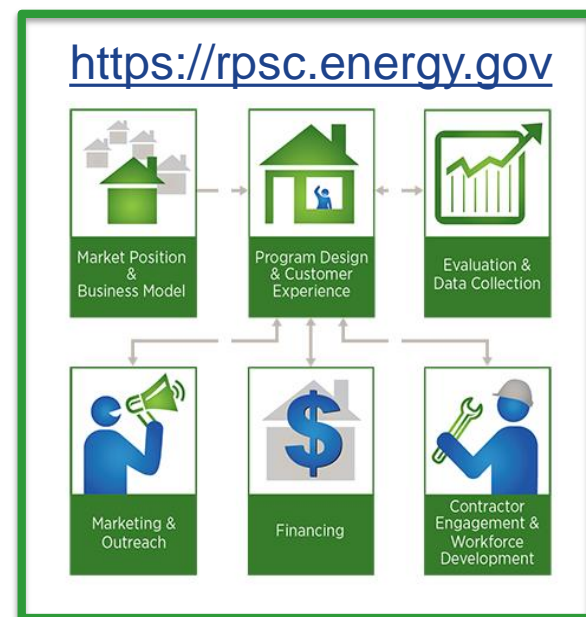 https://rpsc.energy.gov
Market Position
&
Business Model
Program Design
& Customer
Experience
Evaluation &
Data Collection
Marketing &
Outreach
Financing
Contractor
Engagement &
Workforce
Development